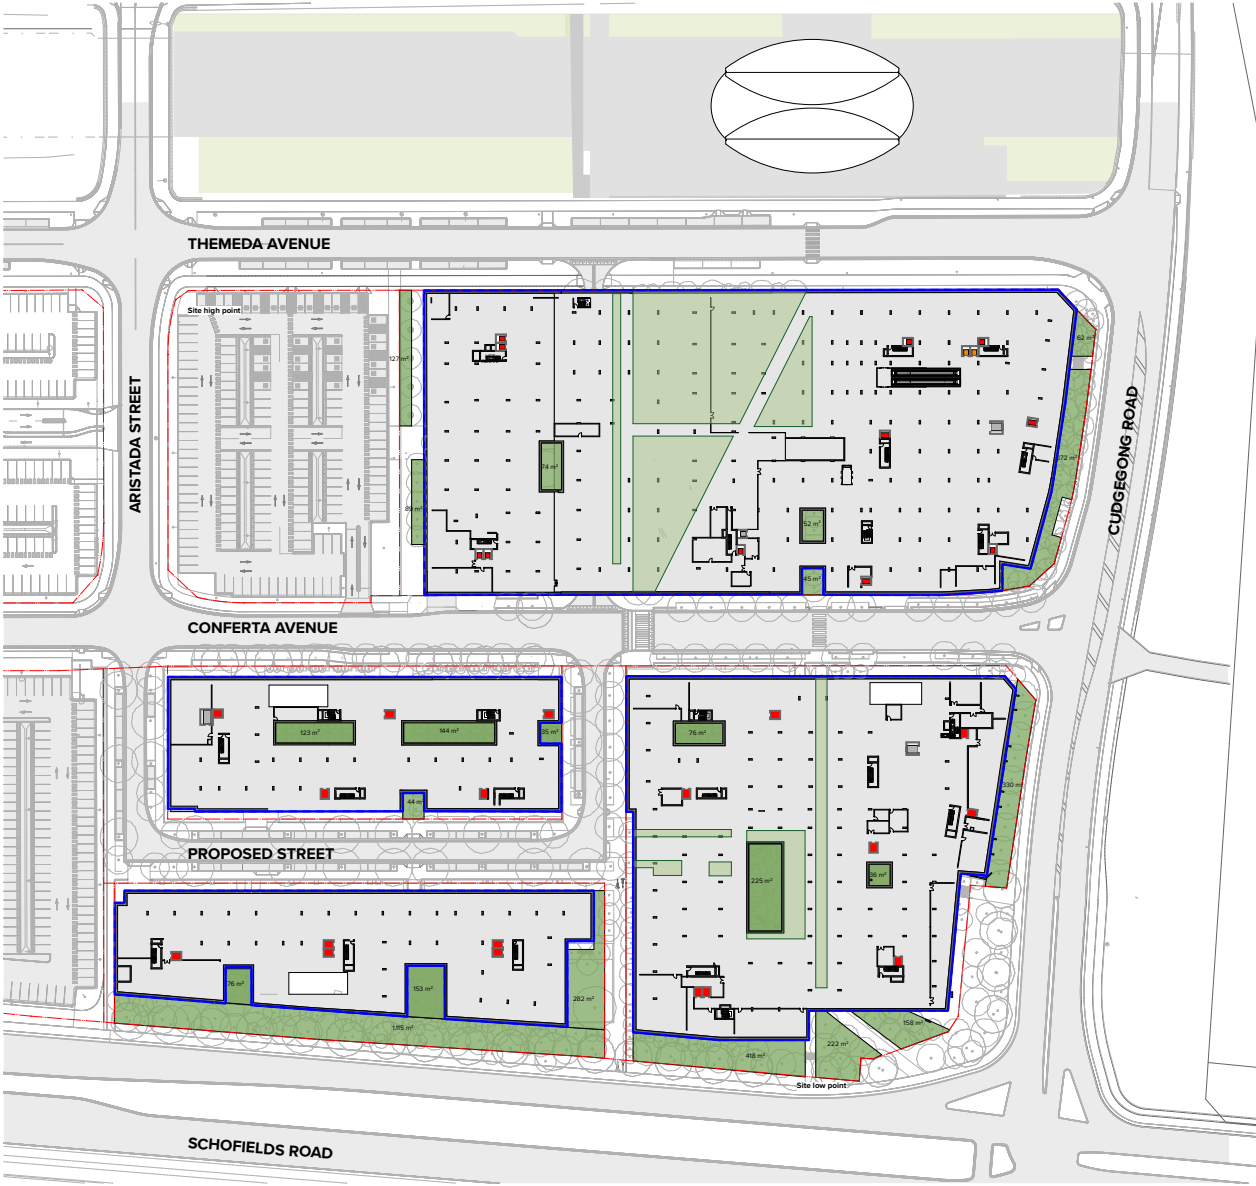 THEMEDA AVENUE
Site high point
ARISTADA STREET
CUDGEGONG ROAD
127 m²
62 m²
74 m²
52 m²
45 m²
CONFERTA AVENUE
123 m²
144 m²
35 m²
76 m²
44 m²
330 m²
PROPOSED STREET
225 m²
36 m²
76 m²
153 m²
282 m²
1,115 m²
158 m²
222 m²
418 m²
Site low point
SCHOFIELDS ROAD